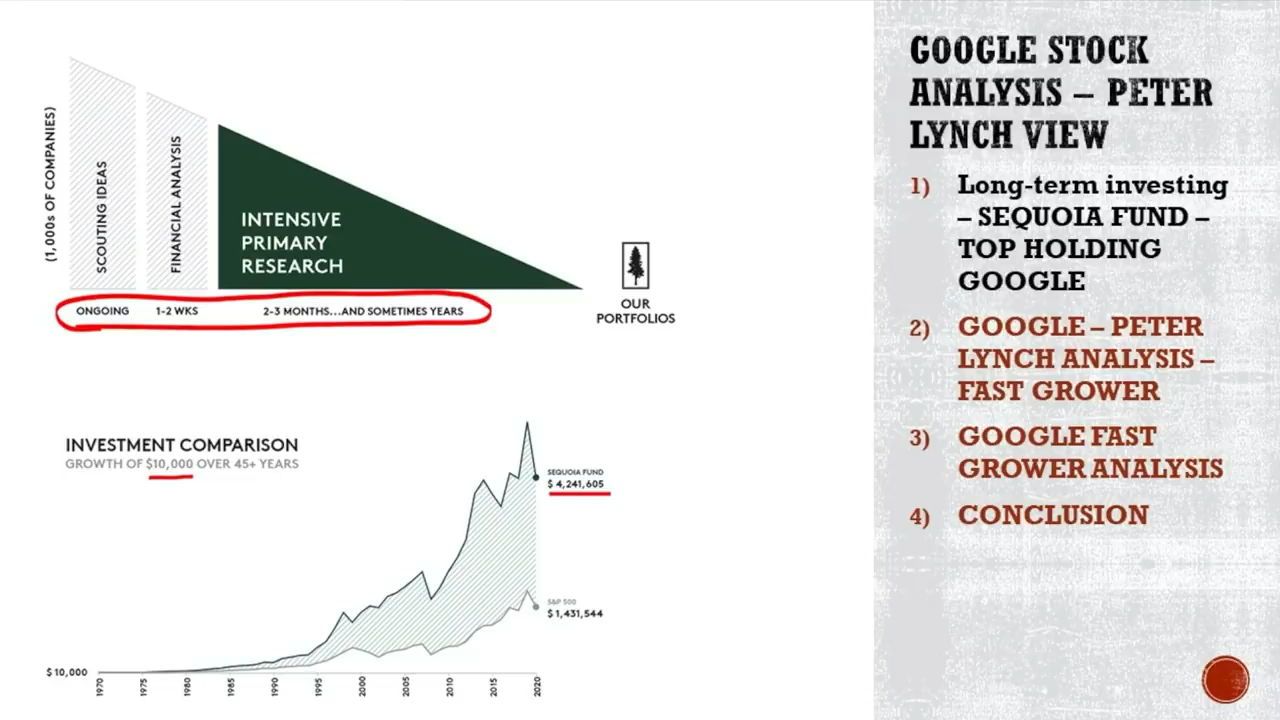 (1,000s OF COMPANIES)
SCOUTING IDEAS
FINANCIAL ANALYSIS
INTENSIVE
PRIMARY
RESEARCH
ONGOING
1-2 WKS
2-3 MONTHS...AND SOMETIMES YEARS
OUR
PORTFOLIOS
INVESTMENT COMPARISON
GROWTH OF $10,000 OVER 45+ YEARS
SEQUOIA FUND
$ 4,241,605
S&P 500
$ 1,431,544
$ 10,000
1970
1975
1980
1985
1990
1995
2000
2005
2010
2015
2020
GOOGLE STOCK
ANALYSIS – PETER
LYNCH VIEW
1) Long-term investing
– SEQUOIA FUND –
TOP HOLDING
GOOGLE
2) GOOGLE – PETER
LYNCH ANALYSIS –
FAST GROWER
3) GOOGLE FAST
GROWER ANALYSIS
4) CONCLUSION